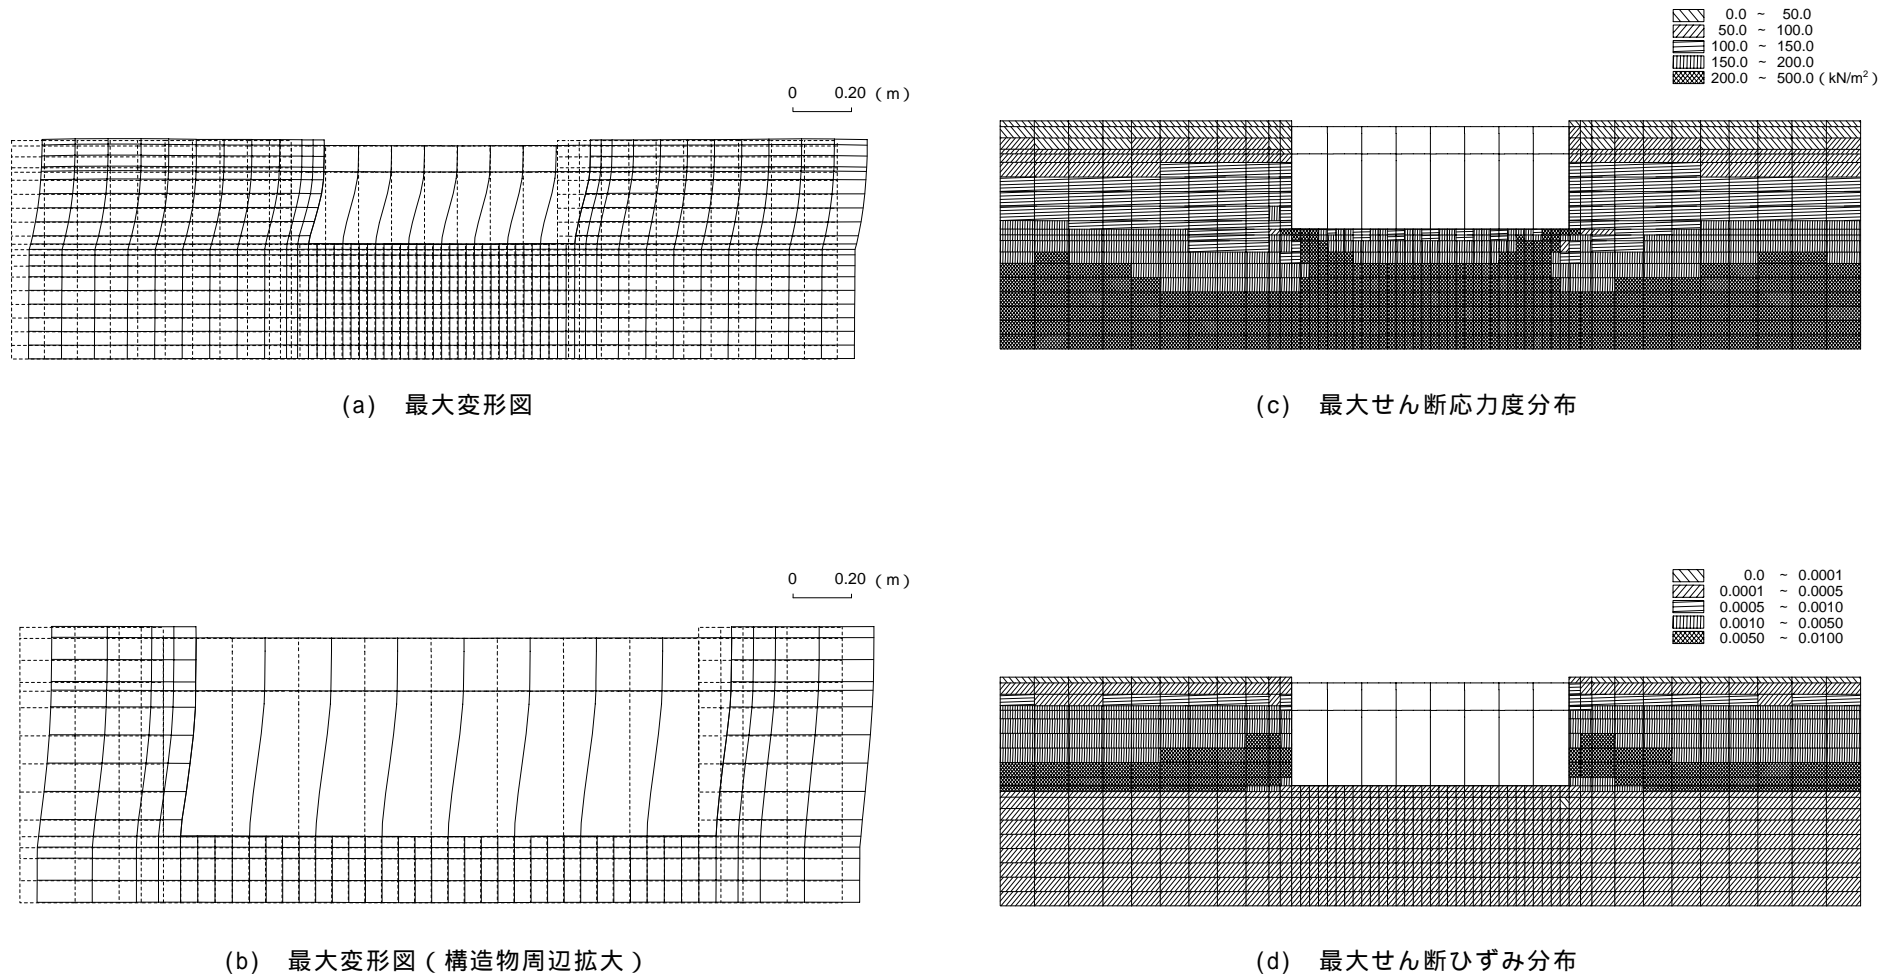 0 0.20 (m)
(a) 最大変形図
0.0 ~ 50.0
50.0 ~ 100.0
100.0 ~ 150.0
150.0 ~ 200.0
200.0 ~ 500.0 (kN/m²)
(c) 最大せん断応力度分布
0 0.20 (m)
(b) 最大変形図(構造物周辺拡大)
0.0 ~ 0.0001
0.0001 ~ 0.0005
0.0005 ~ 0.0010
0.0010 ~ 0.0050
0.0050 ~ 0.0100
(d) 最大せん断ひずみ分布